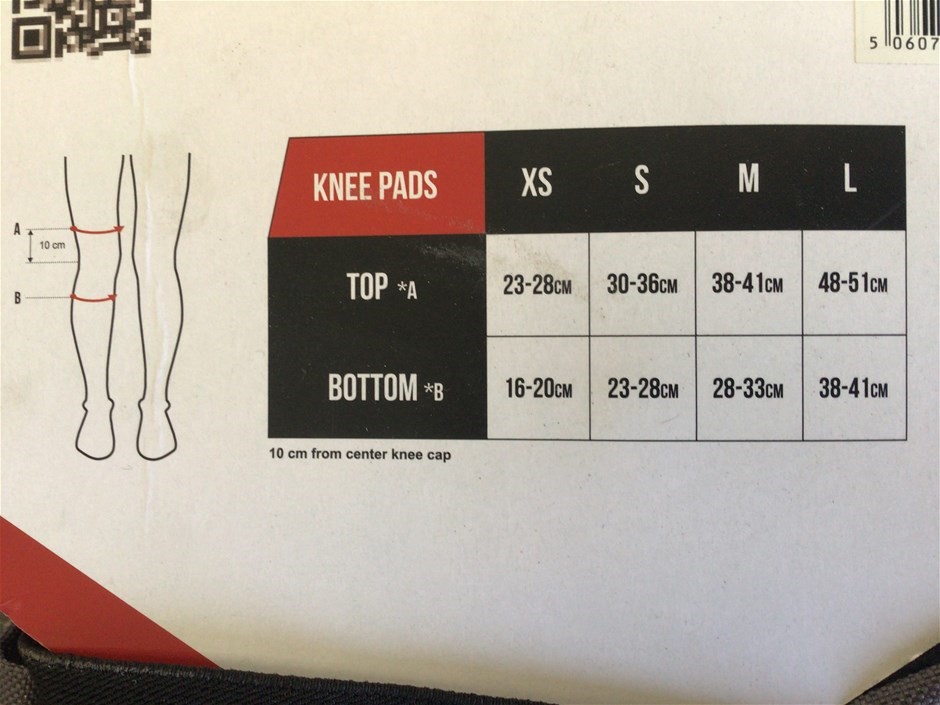 5 0607
KNEE PADS XS S M L
A
10 cm
TOP *A 23-28CM 30-36CM 38-41CM 48-51CM
B
BOTTOM *B 16-20CM 23-28CM 28-33CM 38-41CM
10 cm from center knee cap